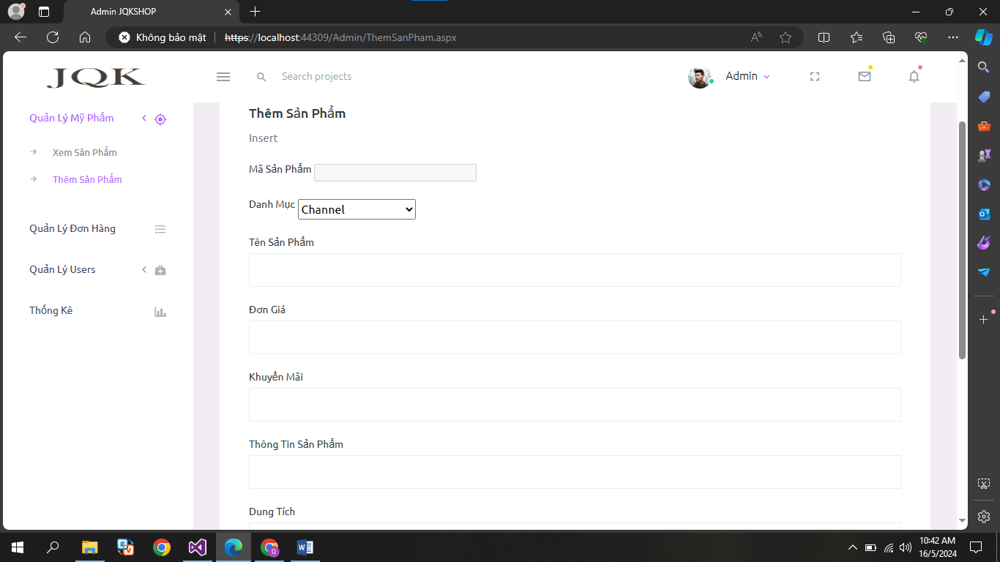 Admin JQKSHOP
Không bảo mật
https://localhost:44309/Admin/ThemSanPham.aspx
JQK
Search projects
Admin
Quản Lý Mỹ Phẩm
Xem Sản Phẩm
Thêm Sản Phẩm
Quản Lý Đơn Hàng
Quản Lý Users
Thống Kê
Thêm Sản Phẩm
Insert
Mã Sản Phẩm
Danh Mục Channel
Tên Sản Phẩm
Đơn Giá
Khuyến Mãi
Thông Tin Sản Phẩm
Dung Tích
10:42 AM
16/5/2024